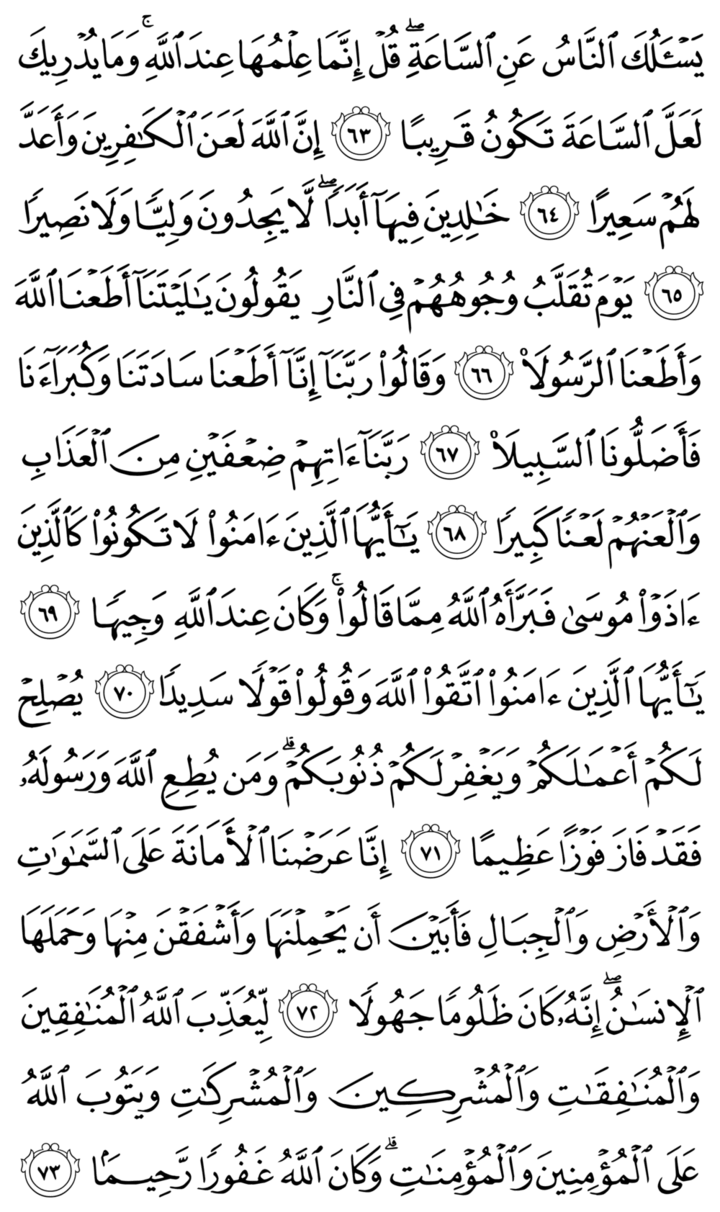 يَسْـَٔلُكَ ٱلنَّاسُ عَنِ ٱلسَّاعَةِۖ قُلْ إِنَّمَا عِلْمُهَا عِندَ ٱللَّهِۚ وَمَا يُدْرِيكَ
لَعَلَّ ٱلسَّاعَةَ تَكُونُ قَرِيبًا ٦٣ إِنَّ ٱللَّهَ لَعَنَ ٱلْكَـٰفِرِينَ وَأَعَدَّ
لَهُمْ سَعِيرًا ٦٤ خَـٰلِدِينَ فِيهَآ أَبَدًاۖ لَّا يَجِدُونَ وَلِيًّا وَلَا نَصِيرًا
٦٥ يَوْمَ تُقَلَّبُ وُجُوهُهُمْ فِى ٱلنَّارِ يَقُولُونَ يَـٰلَيْتَنَآ أَطَعْنَا ٱللَّهَ
وَأَطَعْنَا ٱلرَّسُولَا۠ ٦٦ وَقَالُوا۟ رَبَّنَآ إِنَّآ أَطَعْنَا سَادَتَنَا وَكُبَرَآءَنَا
فَأَضَلُّونَا ٱلسَّبِيلَا۠ ٦٧ رَبَّنَآ ءَاتِهِمْ ضِعْفَيْنِ مِنَ ٱلْعَذَابِ
وَٱلْعَنْهُمْ لَعْنًا كَبِيرًا ٦٨ يَـٰٓأَيُّهَا ٱلَّذِينَ ءَامَنُوا۟ لَا تَكُونُوا۟ كَٱلَّذِينَ
ءَاذَوْا۟ مُوسَىٰ فَبَرَّأَهُ ٱللَّهُ مِمَّا قَالُوا۟ۚ وَكَانَ عِندَ ٱللَّهِ وَجِيهًا ٦٩
يَـٰٓأَيُّهَا ٱلَّذِينَ ءَامَنُوا۟ ٱتَّقُوا۟ ٱللَّهَ وَقُولُوا۟ قَوْلًا سَدِيدًا ٧٠ يُصْلِحْ
لَكُمْ أَعْمَـٰلَكُمْ وَيَغْفِرْ لَكُمْ ذُنُوبَكُمْۗ وَمَن يُطِعِ ٱللَّهَ وَرَسُولَهُۥ
فَقَدْ فَازَ فَوْزًا عَظِيمًا ٧١ إِنَّا عَرَضْنَا ٱلْأَمَانَةَ عَلَى ٱلسَّمَـٰوَٰتِ
وَٱلْأَرْضِ وَٱلْجِبَالِ فَأَبَيْنَ أَن يَحْمِلْنَهَا وَأَشْفَقْنَ مِنْهَا وَحَمَلَهَا
ٱلْإِنسَـٰنُۖ إِنَّهُۥ كَانَ ظَلُومًا جَهُولًا ٧٢ لِّيُعَذِّبَ ٱللَّهُ ٱلْمُنَـٰفِقِينَ
وَٱلْمُنَـٰفِقَـٰتِ وَٱلْمُشْرِكِينَ وَٱلْمُشْرِكَـٰتِ وَيَتُوبَ ٱللَّهُ
عَلَى ٱلْمُؤْمِنِينَ وَٱلْمُؤْمِنَـٰتِۗ وَكَانَ ٱللَّهُ غَفُورًا رَّحِيمًۢا ٧٣